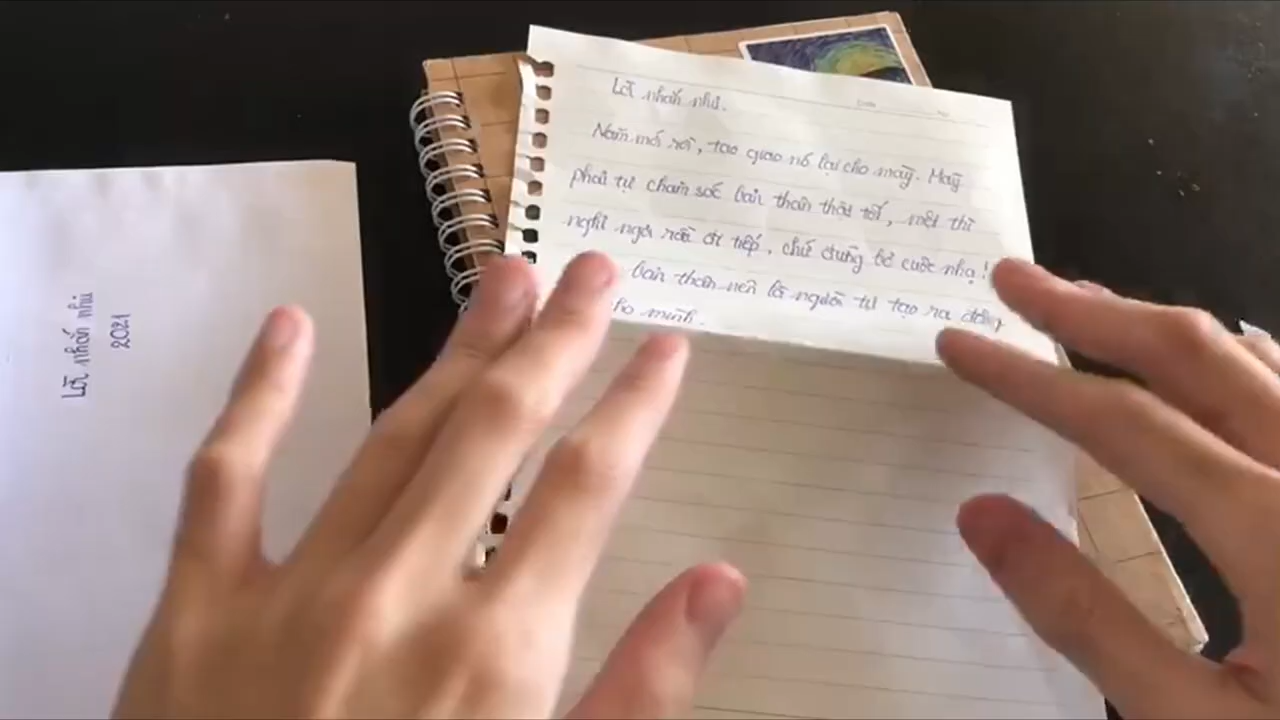 Lời nhắn nhủ
2021
Lời nhắn nhủ.
Năm mới rồi, tao giao nó lại cho mày. Mày
phải tự chăm sóc bản thân thật tốt, mệt thì
nghỉ ngơi rồi đi tiếp, chứ đừng bỏ cuộc nha!
bản thân nên là người tự tạo ra động
cho mình.